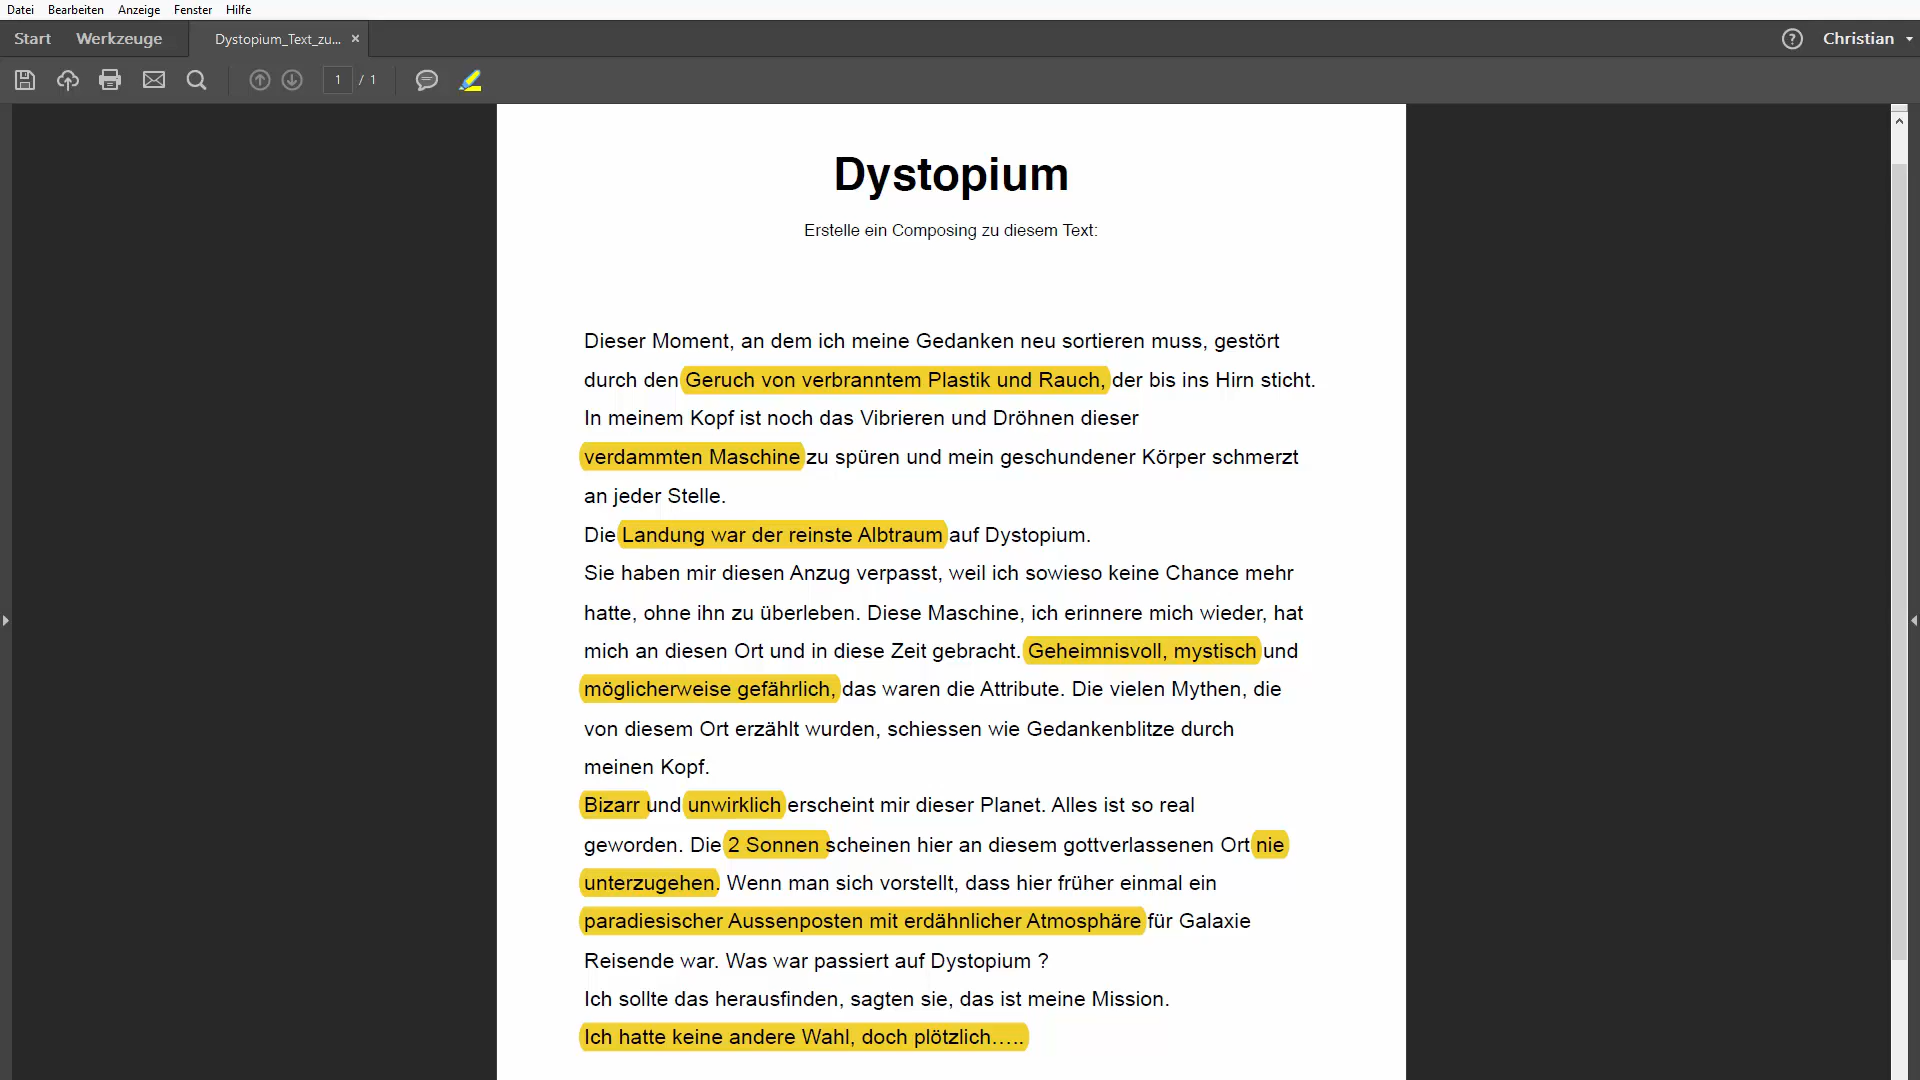 Datei Bearbeiten Anzeige Fenster Hilfe
Start Werkzeuge Dystopium_Text_zu... × ? Christian
1 / 1
Dystopium
Erstelle ein Composing zu diesem Text:
Dieser Moment, an dem ich meine Gedanken neu sortieren muss, gestört
durch den Geruch von verbranntem Plastik und Rauch, der bis ins Hirn sticht.
In meinem Kopf ist noch das Vibrieren und Dröhnen dieser
verdammten Maschine zu spüren und mein geschundener Körper schmerzt
an jeder Stelle.
Die Landung war der reinste Albtraum auf Dystopium.
Sie haben mir diesen Anzug verpasst, weil ich sowieso keine Chance mehr
hatte, ohne ihn zu überleben. Diese Maschine, ich erinnere mich wieder, hat
mich an diesen Ort und in diese Zeit gebracht. Geheimnisvoll, mystisch und
möglicherweise gefährlich, das waren die Attribute. Die vielen Mythen, die
von diesem Ort erzählt wurden, schiessen wie Gedankenblitze durch
meinen Kopf.
Bizarr und unwirklich erscheint mir dieser Planet. Alles ist so real
geworden. Die 2 Sonnen scheinen hier an diesem gottverlassenen Ort nie
unterzugehen. Wenn man sich vorstellt, dass hier früher einmal ein
paradiesischer Aussenposten mit erdähnlicher Atmosphäre für Galaxie
Reisende war. Was war passiert auf Dystopium ?
Ich sollte das herausfinden, sagten sie, das ist meine Mission.
Ich hatte keine andere Wahl, doch plötzlich…..